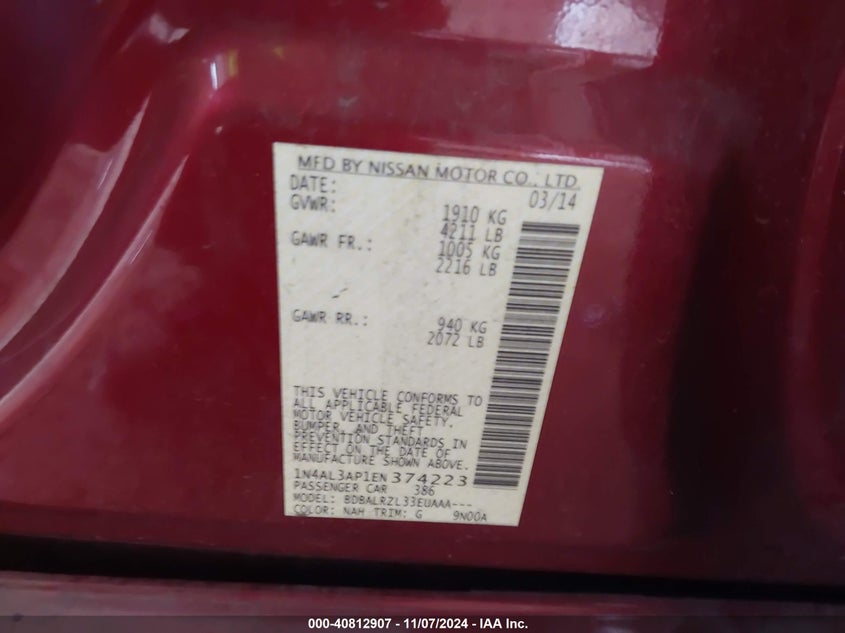 MFD BY NISSAN MOTOR CO., LTD.
DATE: 03/14
GVWR: 1910 KG
4211 LB
GAWR FR.: 1005 KG
2216 LB
GAWR RR.: 940 KG
2072 LB
THIS VEHICLE CONFORMS TO
ALL APPLICABLE FEDERAL
MOTOR VEHICLE SAFETY,
BUMPER, AND THEFT
PREVENTION STANDARDS IN
EFFECT ON THE DATE OF
MANUFACTURE SHOWN ABOVE.
1N4AL3AP1EN374223
PASSENGER CAR 386
MODEL: BDBALRZL33EUAAA---
COLOR: NAH TRIM: G 9N00A
000-40812907 - 11/07/2024 - IAA Inc.